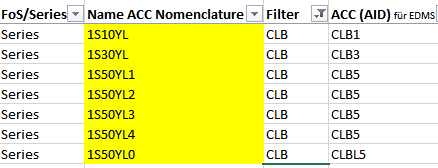 FoS/Series Name ACC Nomenclature Filter ACC (AID) für EDMS
Series 1S10YL CLB CLB1
Series 1S30YL CLB CLB3
Series 1S50YL1 CLB CLB5
Series 1S50YL2 CLB CLB5
Series 1S50YL3 CLB CLB5
Series 1S50YL4 CLB CLB5
Series 1S50YL0 CLB CLBL5